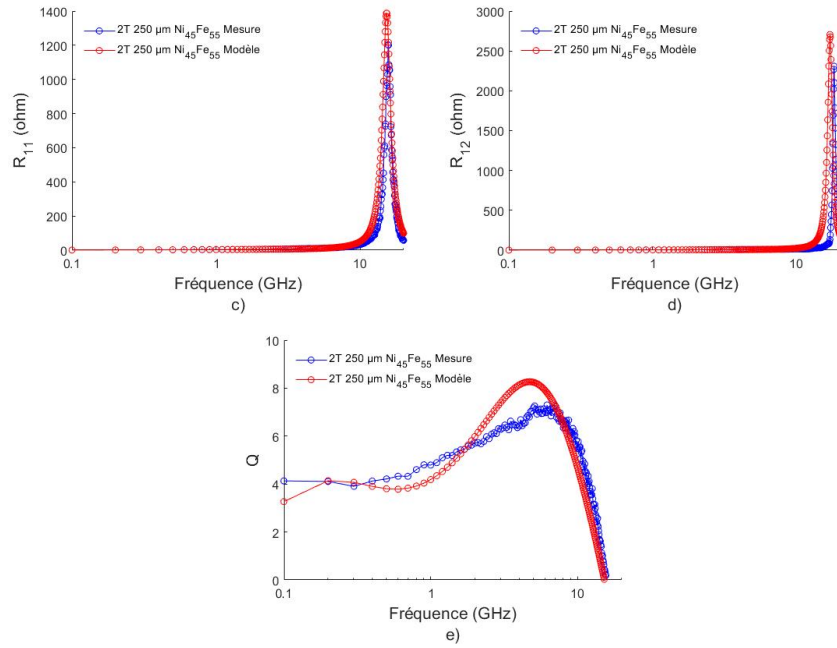 1400
1200
1000
800
600
400
200
0
R11 (ohm)
2T 250 µm Ni45Fe55 Mesure
2T 250 µm Ni45Fe55 Modèle
0.1 1 10
Fréquence (GHz)
c)
3000
2500
2000
1500
1000
500
0
R12 (ohm)
2T 250 µm Ni45Fe55 Mesure
2T 250 µm Ni45Fe55 Modèle
0.1 1 10
Fréquence (GHz)
d)
10
8
6
4
2
0
Q
2T 250 µm Ni45Fe55 Mesure
2T 250 µm Ni45Fe55 Modèle
0.1 1 10
Fréquence (GHz)
e)